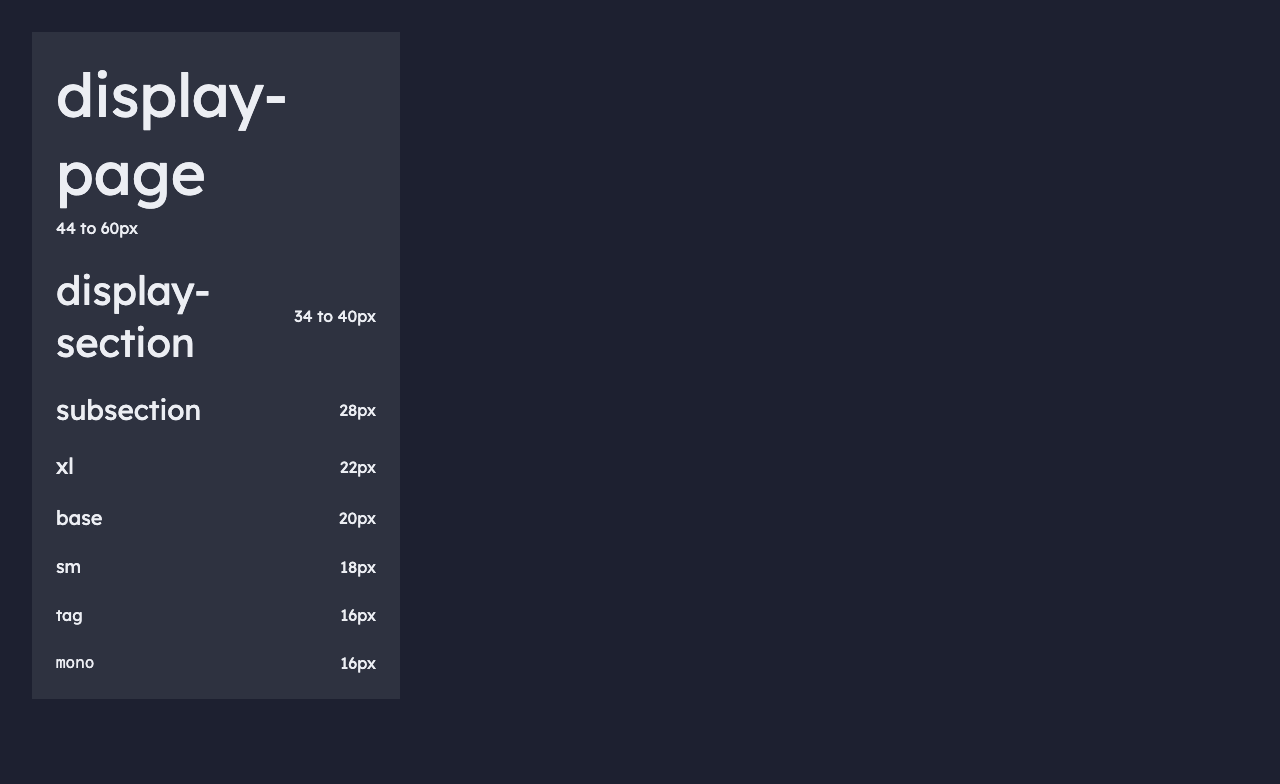 display-
page
44 to 60px
display-
section
34 to 40px
subsection 28px
xl 22px
base 20px
sm 18px
tag 16px
mono 16px